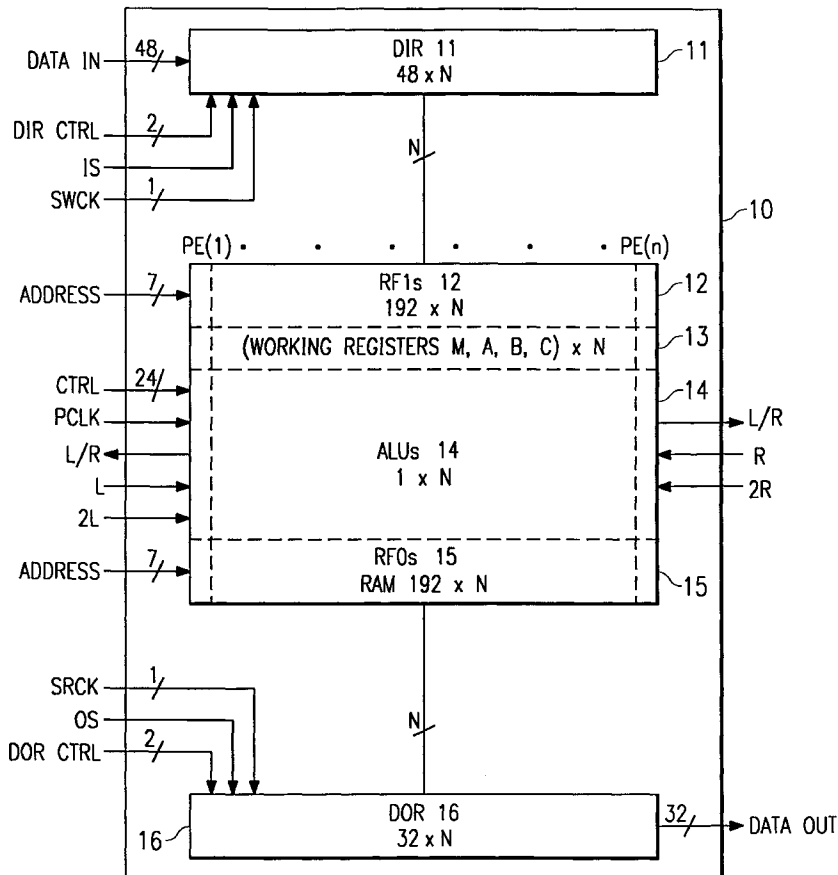 DIR 11
48 x N
11
DATA IN 48
DIR CTRL 2
IS
SWCK 1
N
10
PE(1) PE(n)
ADDRESS 7
RF1s 12
192 x N
12
(WORKING REGISTERS M, A, B, C) x N
13
CTRL 24
14
PCLK
L/R
L/R
ALUs 14
R
L
1 x N
2R
2L
ADDRESS 7
RF0s 15
RAM 192 x N
15
SRCK 1
OS
N
DOR CTRL 2
DOR 16
32 x N
16
32 DATA OUT